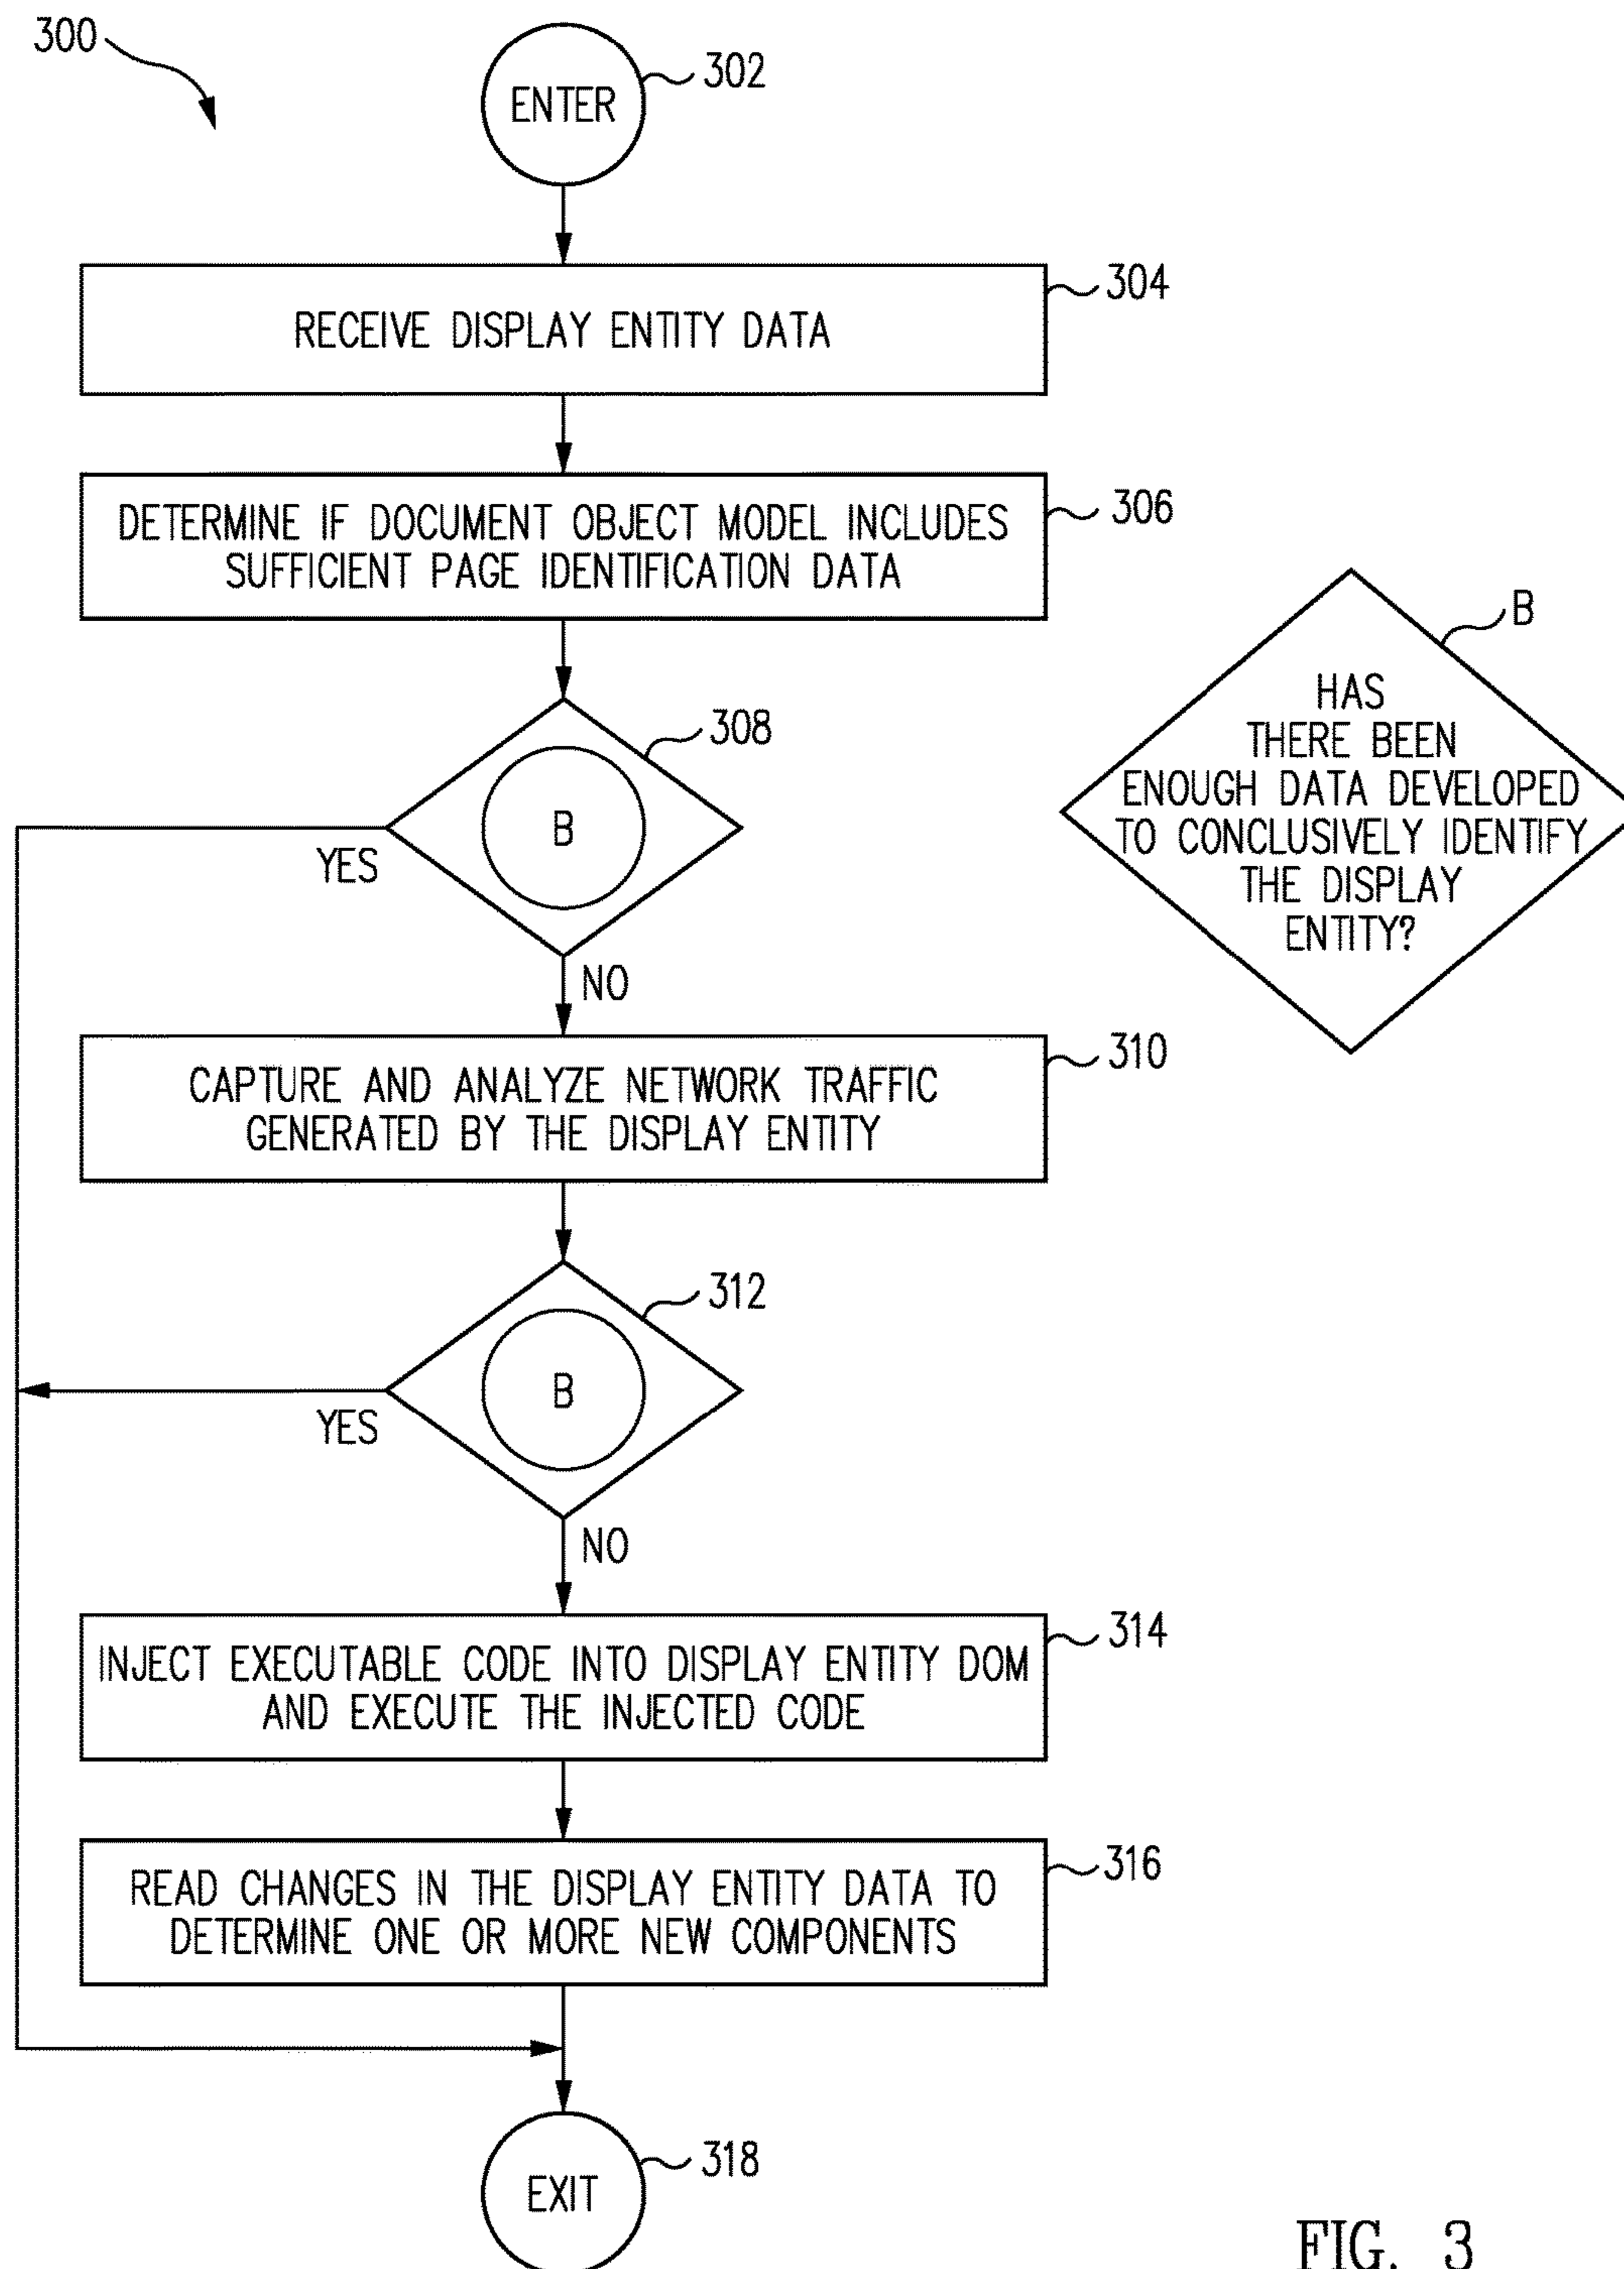 300
ENTER
302
RECEIVE DISPLAY ENTITY DATA
304
DETERMINE IF DOCUMENT OBJECT MODEL INCLUDES
SUFFICIENT PAGE IDENTIFICATION DATA
306
B
308
YES
NO
B
HAS
THERE BEEN
ENOUGH DATA DEVELOPED
TO CONCLUSIVELY IDENTIFY
THE DISPLAY
ENTITY?
CAPTURE AND ANALYZE NETWORK TRAFFIC
GENERATED BY THE DISPLAY ENTITY
310
B
312
YES
NO
INJECT EXECUTABLE CODE INTO DISPLAY ENTITY DOM
AND EXECUTE THE INJECTED CODE
314
READ CHANGES IN THE DISPLAY ENTITY DATA TO
DETERMINE ONE OR MORE NEW COMPONENTS
316
EXIT
318
FIG. 3